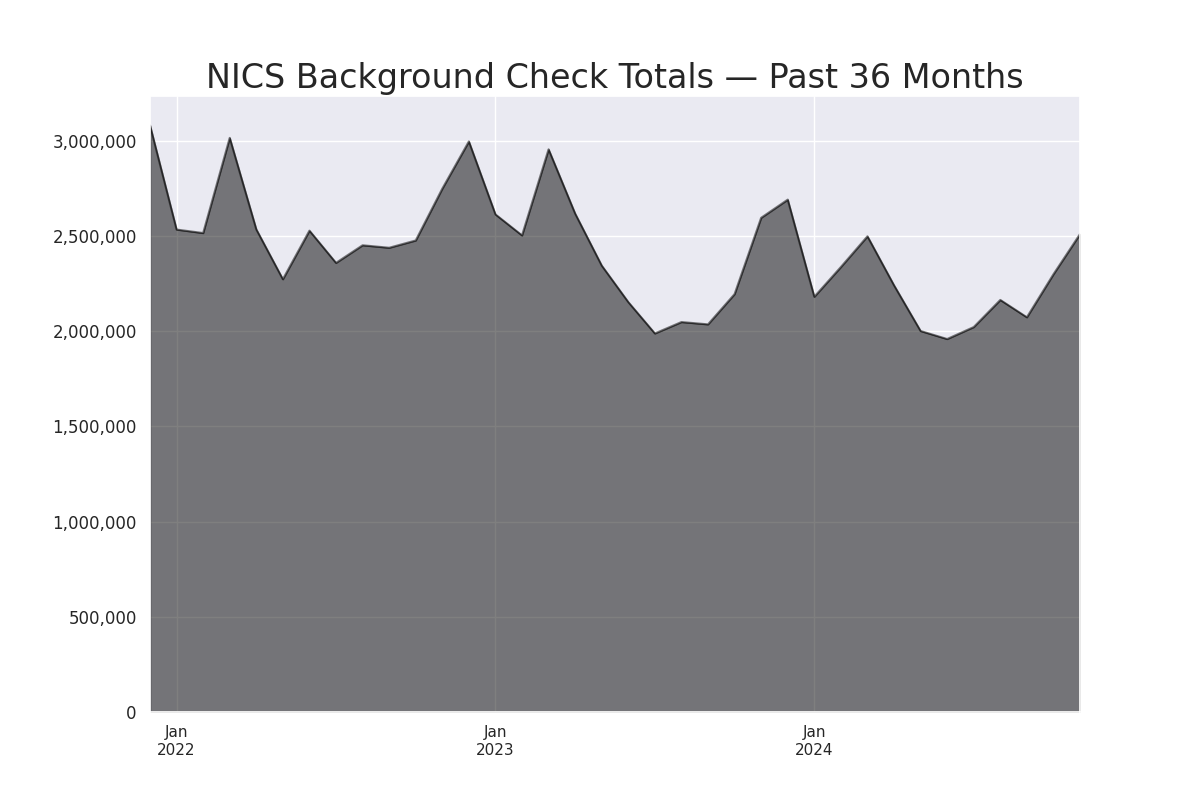 NICS Background Check Totals — Past 36 Months
3,000,000
2,500,000
2,000,000
1,500,000
1,000,000
500,000
0
Jan
2022
Jan
2023
Jan
2024